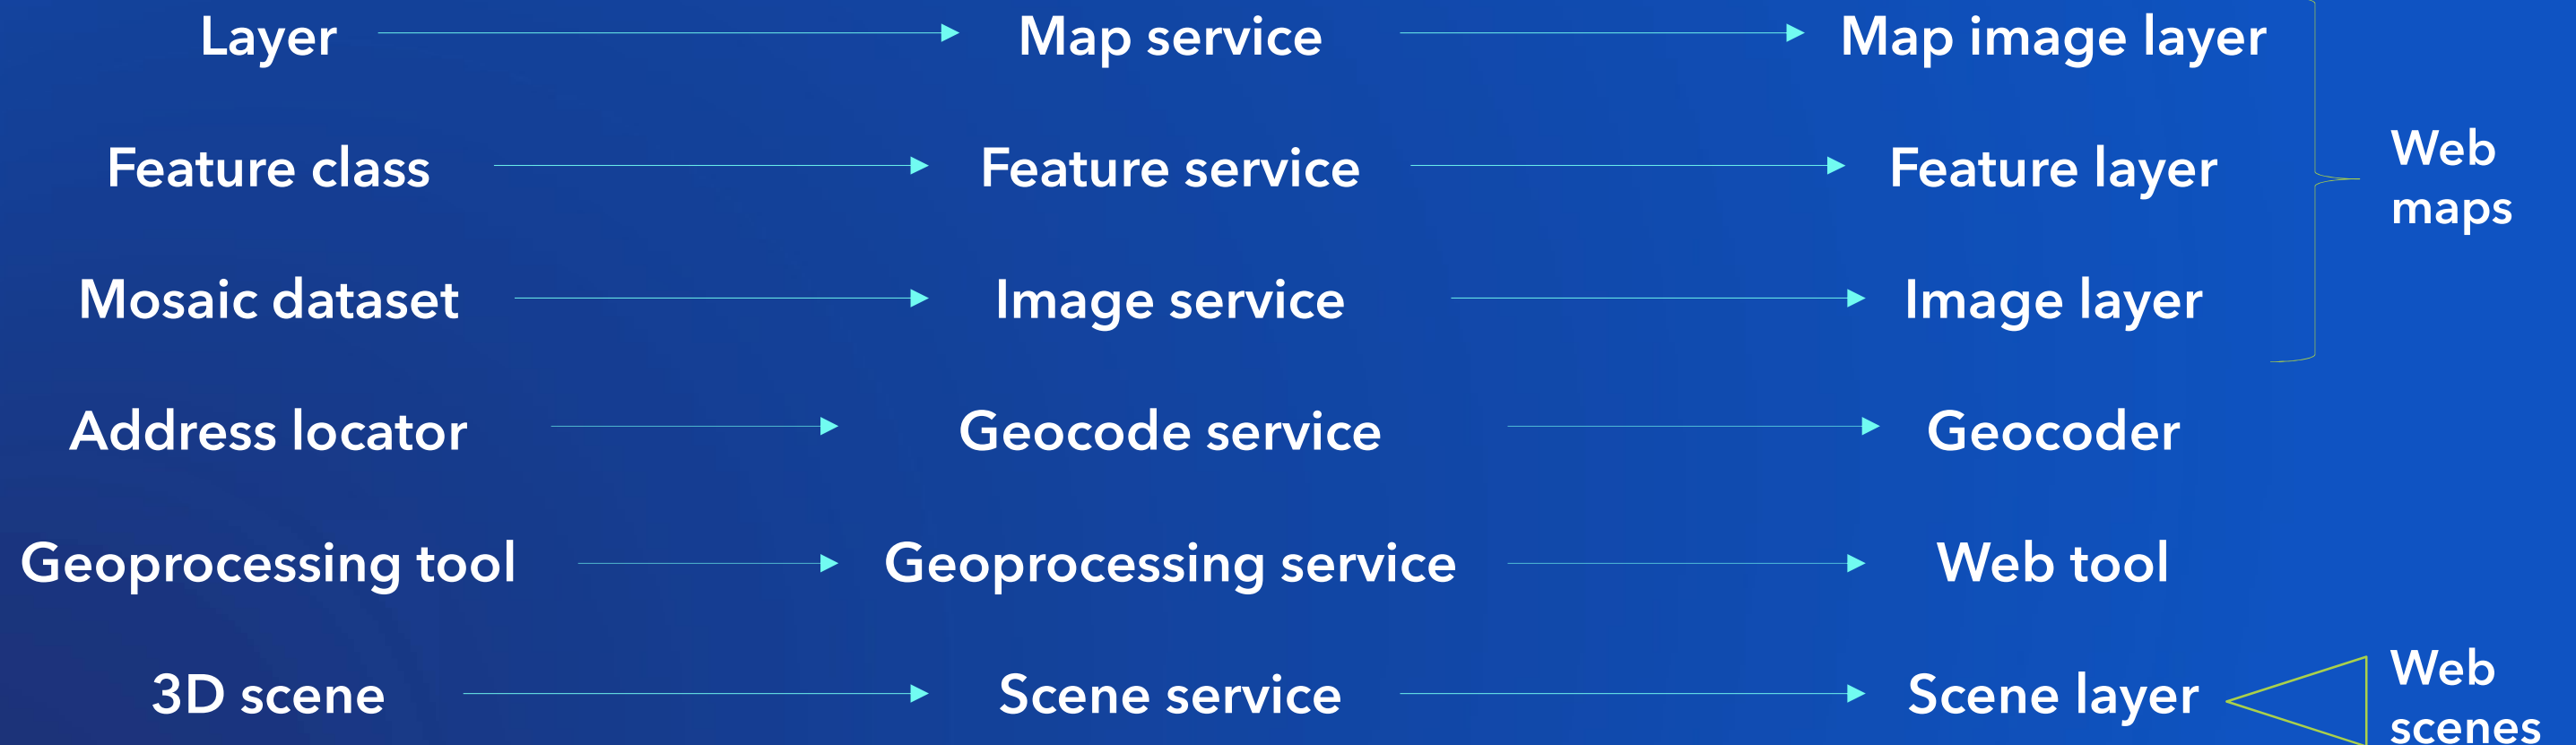 Layer Map service Map image layer
Feature class Feature service Feature layer
Web
maps
Mosaic dataset Image service Image layer
Address locator Geocode service Geocoder
Geoprocessing tool Geoprocessing service Web tool
3D scene Scene service Scene layer
Web
scenes